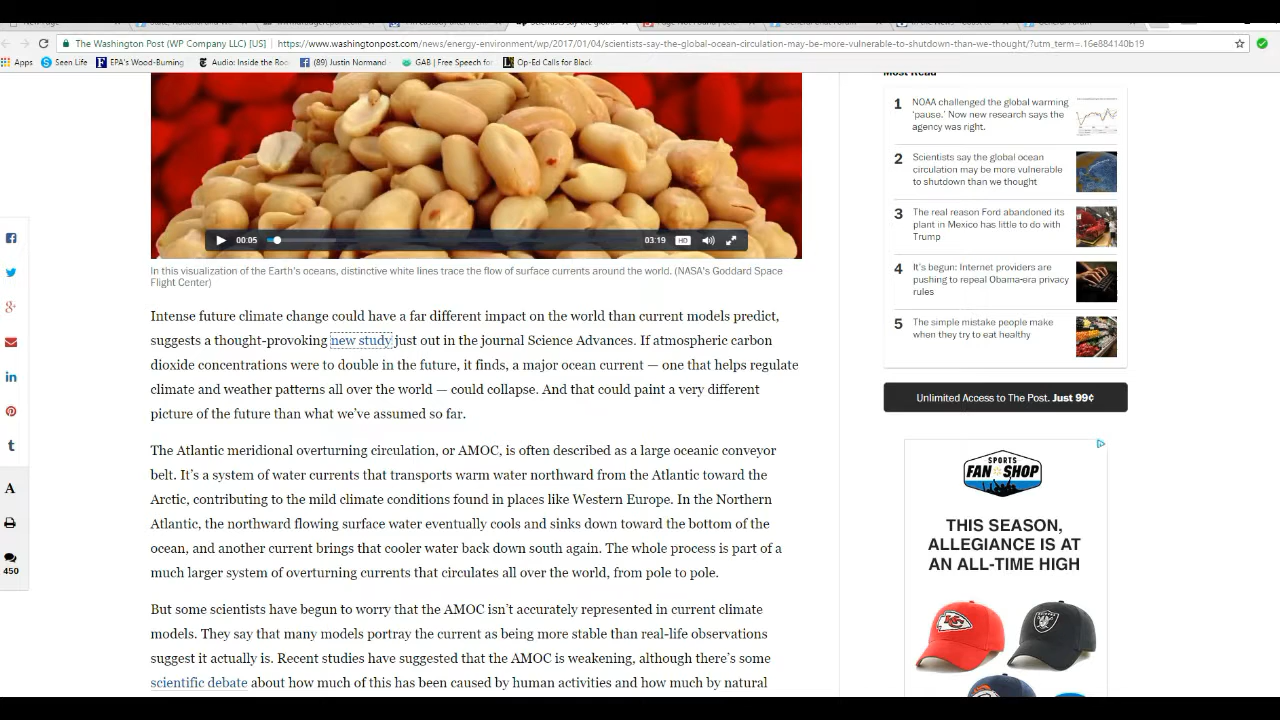 The Washington Post (WP Company LLC) [US]
https://www.washingtonpost.com/news/energy-environment/wp/2017/01/04/scientists-say-the-global-ocean-circulation-may-be-more-vulnerable-to-shutdown-than-we-thought/?utm_term=.16e884140b19
Apps
Seen Life
EPA's Wood-Burning
Audio: Inside the Roo
(89) Justin Normand
GAB | Free Speech for
Op-Ed Calls for Black
00:05
03:19
HD
In this visualization of the Earth's oceans, distinctive white lines trace the flow of surface currents around the world. (NASA's Goddard Space
Flight Center)
Intense future climate change could have a far different impact on the world than current models predict,
suggests a thought-provoking new study just out in the journal Science Advances. If atmospheric carbon
dioxide concentrations were to double in the future, it finds, a major ocean current — one that helps regulate
climate and weather patterns all over the world — could collapse. And that could paint a very different
picture of the future than what we've assumed so far.
The Atlantic meridional overturning circulation, or AMOC, is often described as a large oceanic conveyor
belt. It's a system of water currents that transports warm water northward from the Atlantic toward the
Arctic, contributing to the mild climate conditions found in places like Western Europe. In the Northern
Atlantic, the northward flowing surface water eventually cools and sinks down toward the bottom of the
ocean, and another current brings that cooler water back down south again. The whole process is part of a
much larger system of overturning currents that circulates all over the world, from pole to pole.
But some scientists have begun to worry that the AMOC isn't accurately represented in current climate
models. They say that many models portray the current as being more stable than real-life observations
suggest it actually is. Recent studies have suggested that the AMOC is weakening, although there's some
scientific debate about how much of this has been caused by human activities and how much by natural
A
450
Most Read
1
NOAA challenged the global warming
'pause.' Now new research says the
agency was right.
2
Scientists say the global ocean
circulation may be more vulnerable
to shutdown than we thought
3
The real reason Ford abandoned its
plant in Mexico has little to do with
Trump
4
It's begun: Internet providers are
pushing to repeal Obama-era privacy
rules
5
The simple mistake people make
when they try to eat healthy
Unlimited Access to The Post. Just 99¢
SPORTS
FAN SHOP
THIS SEASON,
ALLEGIANCE IS AT
AN ALL-TIME HIGH
KC